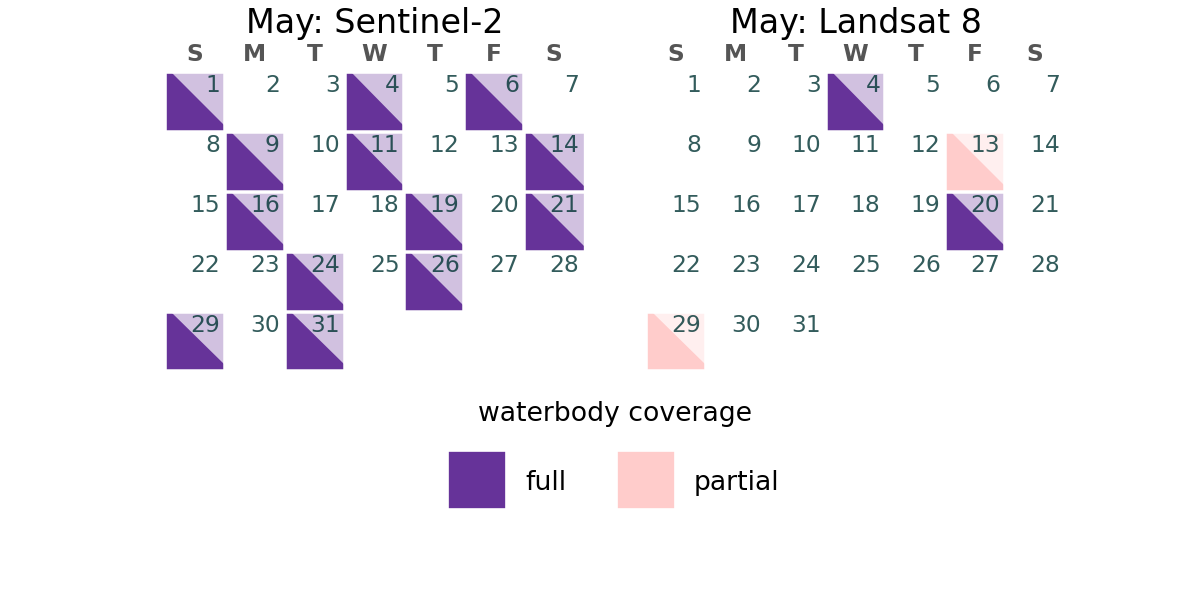 May: Sentinel-2
S M T W T F S
1 2 3 4 5 6 7
8 9 10 11 12 13 14
15 16 17 18 19 20 21
22 23 24 25 26 27 28
29 30 31
May: Landsat 8
S M T W T F S
1 2 3 4 5 6 7
8 9 10 11 12 13 14
15 16 17 18 19 20 21
22 23 24 25 26 27 28
29 30 31
waterbody coverage
full partial